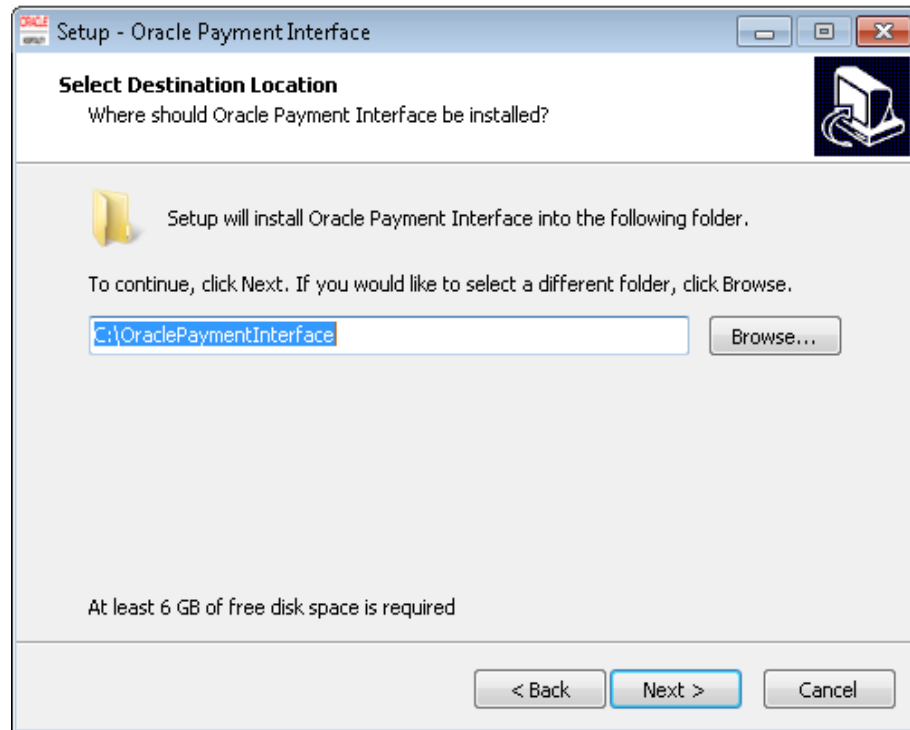 ORACLE
Setup - Oracle Payment Interface
Select Destination Location
Where should Oracle Payment Interface be installed?
Setup will install Oracle Payment Interface into the following folder.
To continue, click Next. If you would like to select a different folder, click Browse.
C:\OraclePaymentInterface
Browse...
At least 6 GB of free disk space is required
< Back
Next >
Cancel